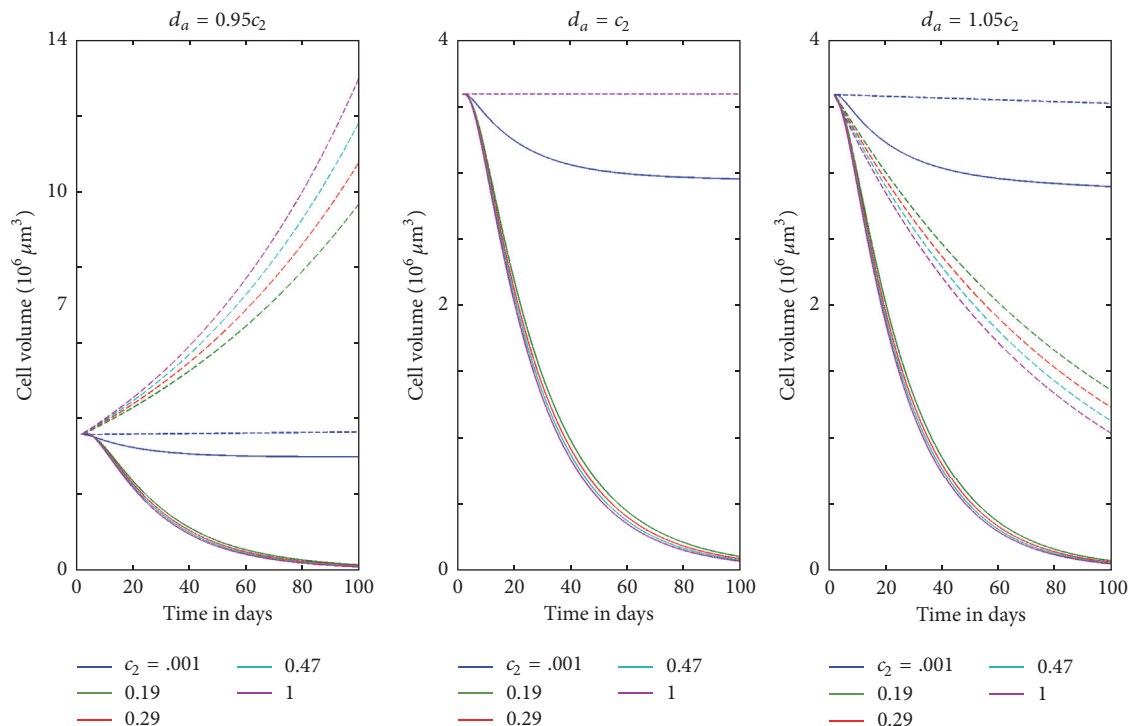 d_a = 0.95c_2
14
10
7
0
Cell volume (10^6 μm^3)
0 20 40 60 80 100
Time in days
c_2 = .001
0.19
0.29
0.47
1
d_a = c_2
4
2
0
Cell volume (10^6 μm^3)
0 20 40 60 80 100
Time in days
c_2 = .001
0.19
0.29
0.47
1
d_a = 1.05c_2
4
2
0
Cell volume (10^6 μm^3)
0 20 40 60 80 100
Time in days
c_2 = .001
0.19
0.29
0.47
1